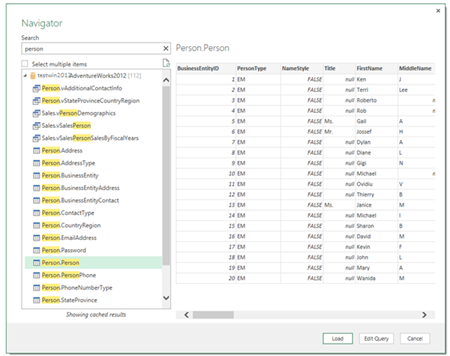 Navigator
Search
person
Select multiple items
AdventureWorks2012 [112]
Person.vAdditionalContactInfo
Person.vStateProvinceCountryRegion
Sales.vPersonDemographics
Sales.vSalesPerson
Sales.vSalesPersonSalesByFiscalYears
Person.Address
Person.AddressType
Person.BusinessEntity
Person.BusinessEntityAddress
Person.BusinessEntityContact
Person.ContactType
Person.CountryRegion
Person.EmailAddress
Person.Password
Person.Person
Person.PersonPhone
Person.PhoneNumberType
Person.StateProvince
Showing cached results
Person.Person
BusinessEntityID PersonType NameStyle Title FirstName MiddleName
1 EM FALSE null Ken J
2 EM FALSE null Terri Lee
3 EM FALSE null Roberto n
4 EM FALSE null Rob n
5 EM FALSE Ms. Gail A
6 EM FALSE Mr. Jossef H
7 EM FALSE null Dylan A
8 EM FALSE null Diane L
9 EM FALSE null Gigi N
10 EM FALSE null Michael n
11 EM FALSE null Ovidiu V
12 EM FALSE null Thierry B
13 EM FALSE Ms. Janice M
14 EM FALSE null Michael I
15 EM FALSE null Sharon B
16 EM FALSE null David M
17 EM FALSE null Kevin F
18 EM FALSE null John L
19 EM FALSE null Mary A
20 EM FALSE null Wanida M
Load Edit Query Cancel